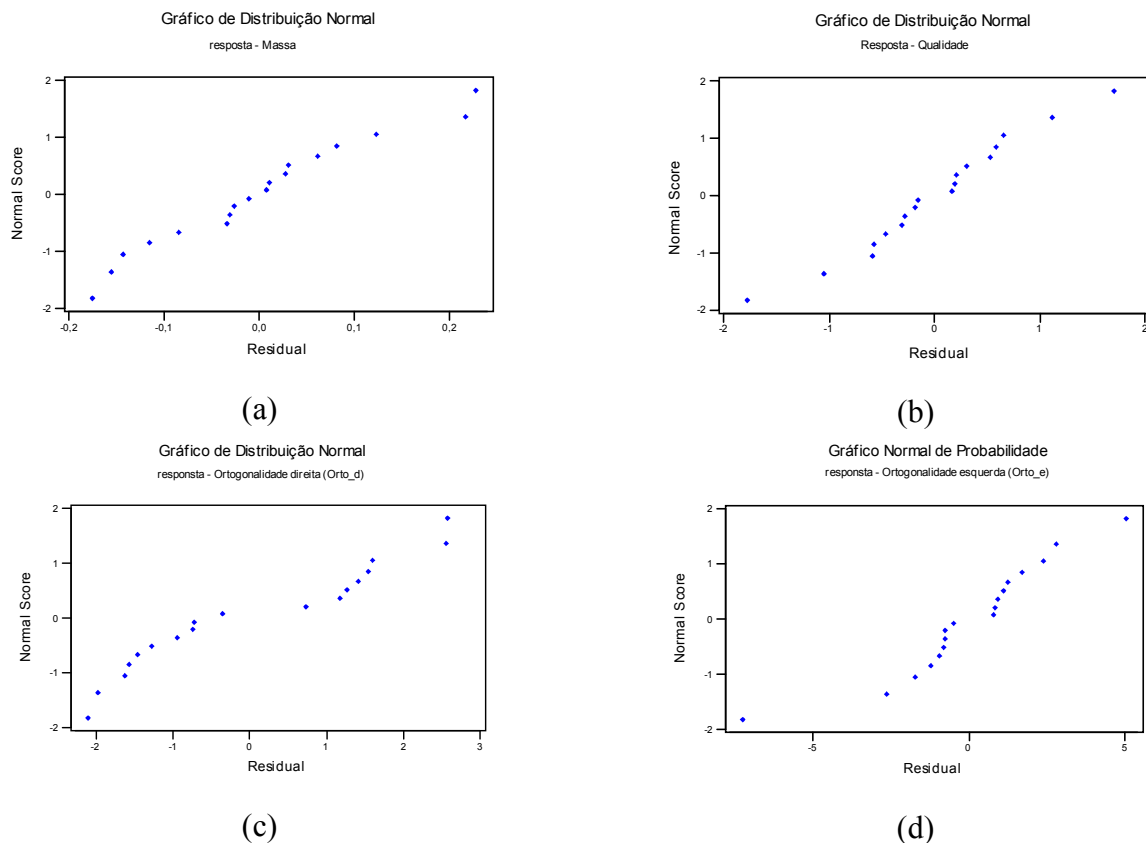 Gráfico de Distribuição Normal
resposta - Massa
2
1
0
-1
-2
Normal Score
-0,2
-0,1
0,0
0,1
0,2
Residual
(a)
Gráfico de Distribuição Normal
Resposta - Qualidade
2
1
0
-1
-2
Normal Score
-2
-1
0
1
2
Residual
(b)
Gráfico de Distribuição Normal
responsta - Ortogonalidade direita (Orto_d)
2
1
0
-1
-2
Normal Score
-2
-1
0
1
2
3
Residual
(c)
Gráfico Normal de Probabilidade
responsta - Ortogonalidade esquerda (Orto_e)
2
1
0
-1
-2
Normal Score
-5
0
5
Residual
(d)